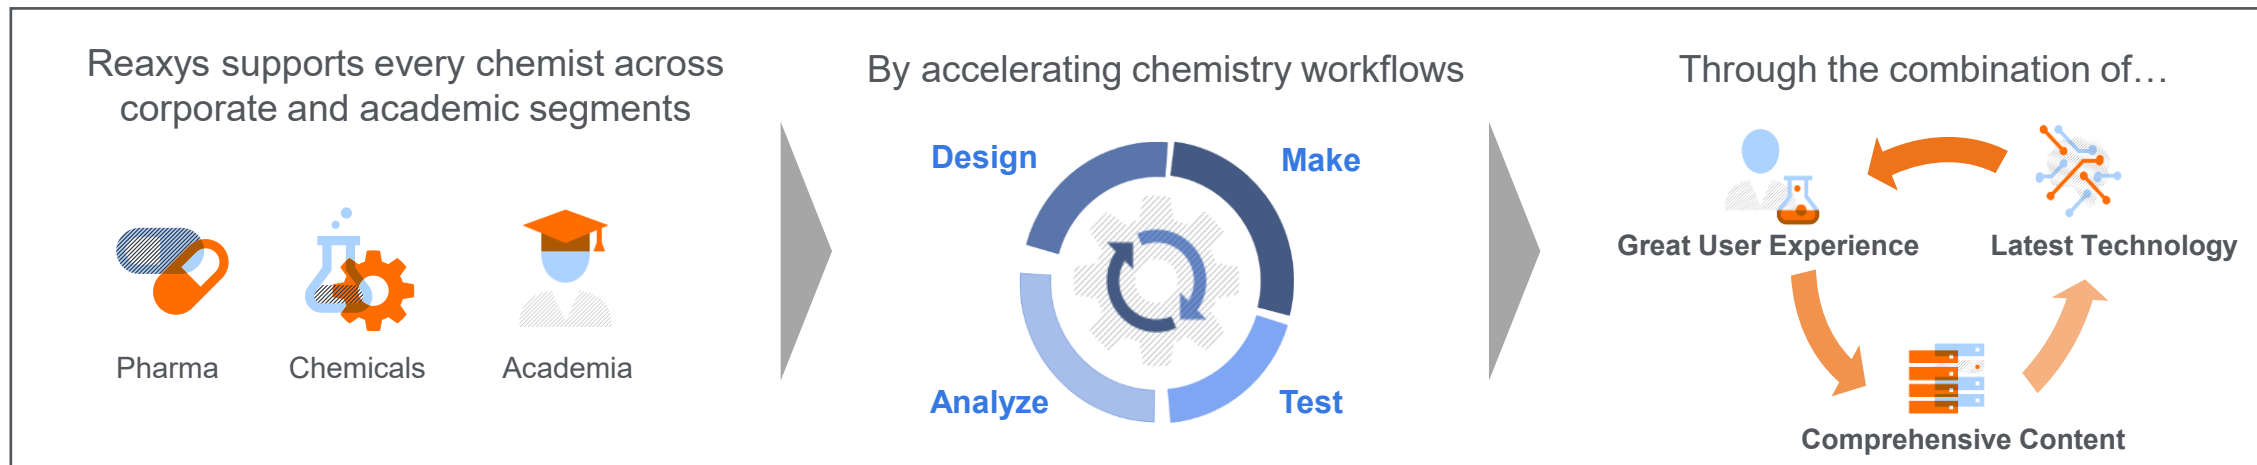 Reaxys supports every chemist across
corporate and academic segments
Pharma
Chemicals
Academia
By accelerating chemistry workflows
Design
Make
Analyze
Test
Through the combination of…
Great User Experience
Latest Technology
Comprehensive Content